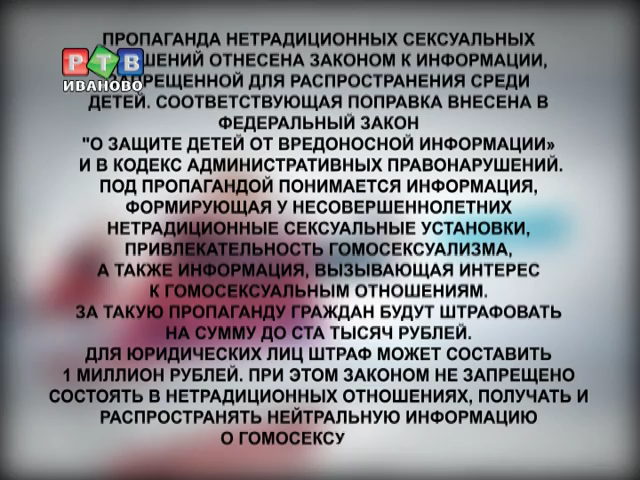 ПРОПАГАНДА НЕТРАДИЦИОННЫХ СЕКСУАЛЬНЫХ
ШЕНИЙ ОТНЕСЕНА ЗАКОНОМ К ИНФОРМАЦИИ,
ЗАПРЕЩЕННОЙ ДЛЯ РАСПРОСТРАНЕНИЯ СРЕДИ
ДЕТЕЙ. СООТВЕТСТВУЮЩАЯ ПОПРАВКА ВНЕСЕНА В
ФЕДЕРАЛЬНЫЙ ЗАКОН
"О ЗАЩИТЕ ДЕТЕЙ ОТ ВРЕДОНОСНОЙ ИНФОРМАЦИИ»
И В КОДЕКС АДМИНИСТРАТИВНЫХ ПРАВОНАРУШЕНИЙ.
ПОД ПРОПАГАНДОЙ ПОНИМАЕТСЯ ИНФОРМАЦИЯ,
ФОРМИРУЮЩАЯ У НЕСОВЕРШЕННОЛЕТНИХ
НЕТРАДИЦИОННЫЕ СЕКСУАЛЬНЫЕ УСТАНОВКИ,
ПРИВЛЕКАТЕЛЬНОСТЬ ГОМОСЕКСУАЛИЗМА,
А ТАКЖЕ ИНФОРМАЦИЯ, ВЫЗЫВАЮЩАЯ ИНТЕРЕС
К ГОМОСЕКСУАЛЬНЫМ ОТНОШЕНИЯМ.
ЗА ТАКУЮ ПРОПАГАНДУ ГРАЖДАН БУДУТ ШТРАФОВАТЬ
НА СУММУ ДО СТА ТЫСЯЧ РУБЛЕЙ.
ДЛЯ ЮРИДИЧЕСКИХ ЛИЦ ШТРАФ МОЖЕТ СОСТАВИТЬ
1 МИЛЛИОН РУБЛЕЙ. ПРИ ЭТОМ ЗАКОНОМ НЕ ЗАПРЕЩЕНО
СОСТОЯТЬ В НЕТРАДИЦИОННЫХ ОТНОШЕНИЯХ, ПОЛУЧАТЬ И
РАСПРОСТРАНЯТЬ НЕЙТРАЛЬНУЮ ИНФОРМАЦИЮ
О ГОМОСЕКСУ
РТВ
ИВАНОВО